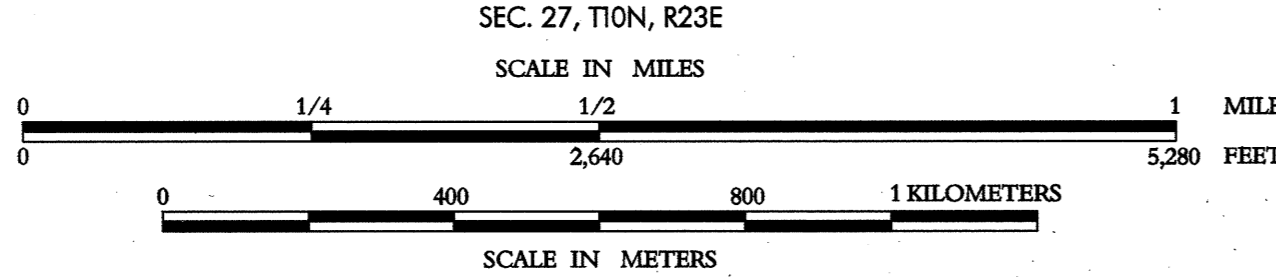 SEC. 27, T10N, R23E
SCALE IN MILES
0 1/4 1/2 1 MILE
0 2,640 5,280 FEET
0 400 800 1 KILOMETERS
SCALE IN METERS